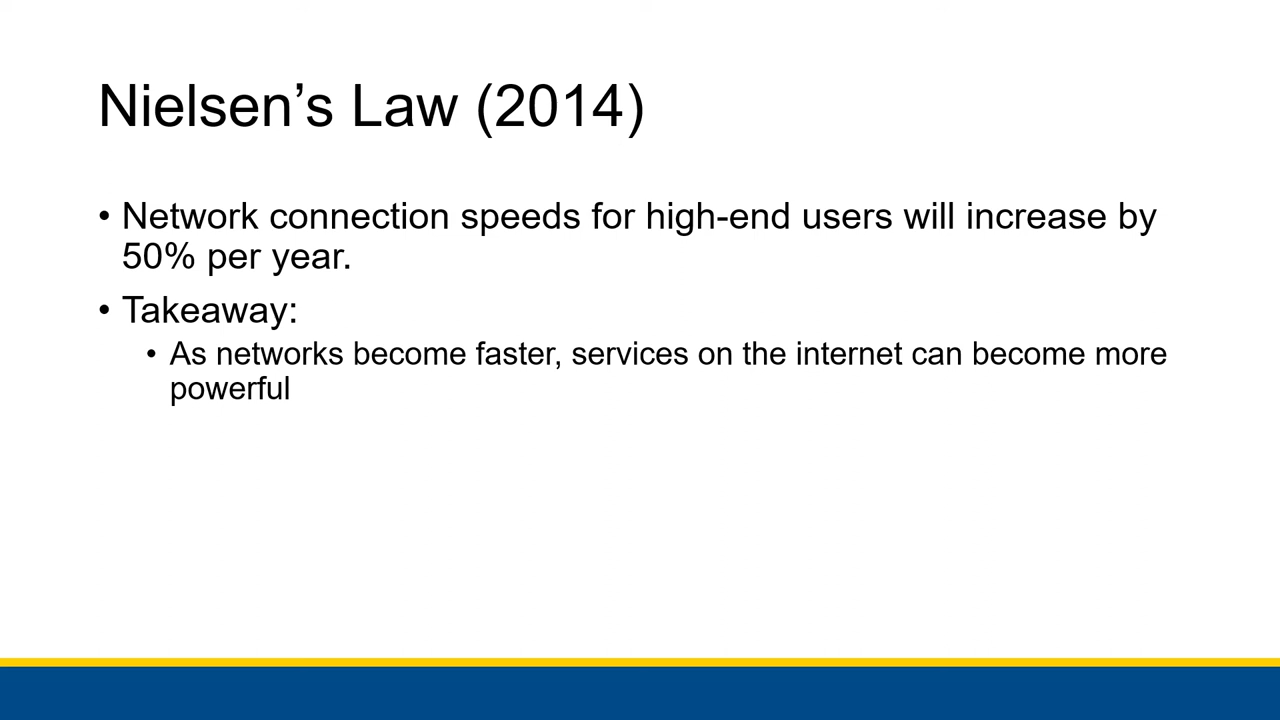 Nielsen’s Law (2014)
• Network connection speeds for high-end users will increase by
50% per year.
• Takeaway:
• As networks become faster, services on the internet can become more
powerful